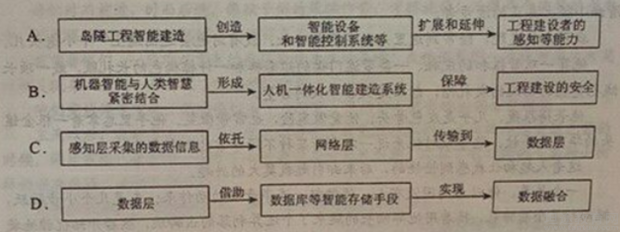 A. 岛隧工程智能建造 创造 智能设备和智能控制系统等 扩展和延伸 工程建设者的感知等能力
B. 机器智能与人类智慧紧密结合 形成 人机一体化智能建造系统 保障 工程建设的安全
C. 感知层采集的数据信息 依托 网络层 传输到 数据层
D. 数据层 借助 数据库等智能存储手段 实现 数据融合